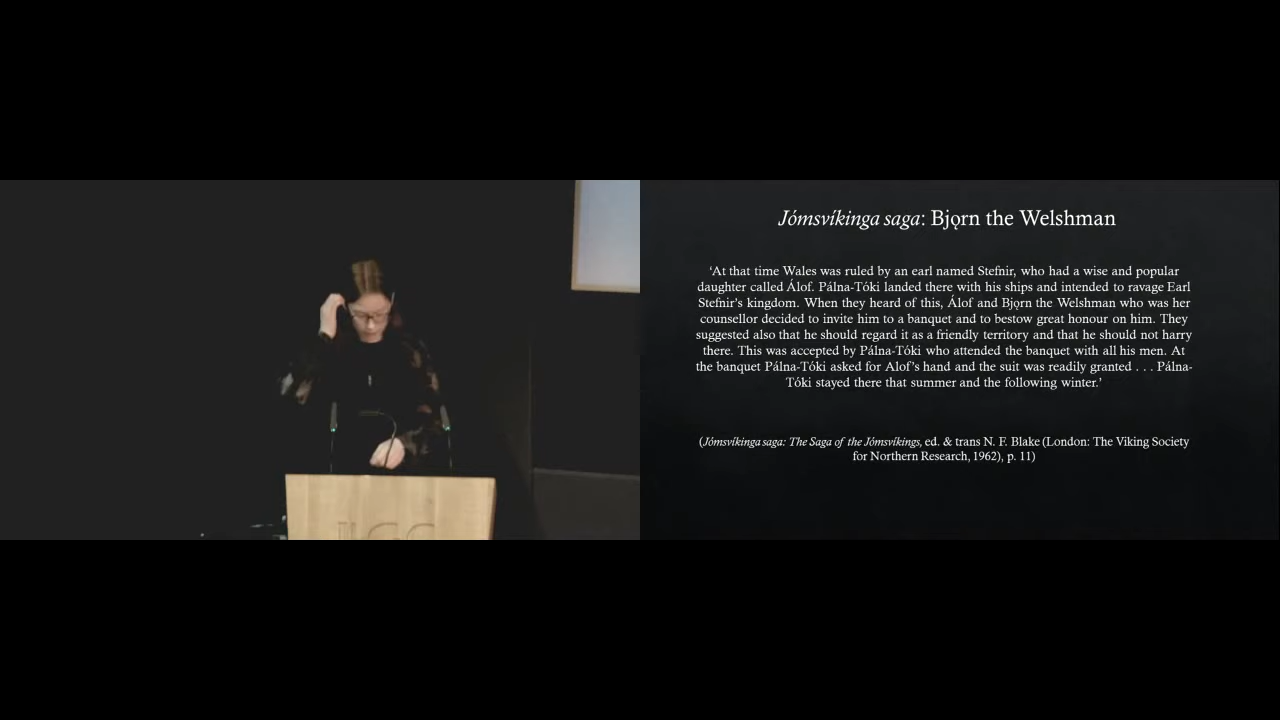 Jómsvíkinga saga: Bjǫrn the Welshman
‘At that time Wales was ruled by an earl named Stefnir, who had a wise and popular
daughter called Álof. Pálna-Tóki landed there with his ships and intended to ravage Earl
Stefnir’s kingdom. When they heard of this, Álof and Bjǫrn the Welshman who was her
counsellor decided to invite him to a banquet and to bestow great honour on him. They
suggested also that he should regard it as a friendly territory and that he should not harry
there. This was accepted by Pálna-Tóki who attended the banquet with all his men. At
the banquet Pálna-Tóki asked for Alof’s hand and the suit was readily granted . . . Pálna-
Tóki stayed there that summer and the following winter.’
(Jómsvíkinga saga: The Saga of the Jómsvíkings, ed. & trans N. F. Blake (London: The Viking Society
for Northern Research, 1962), p. 11)